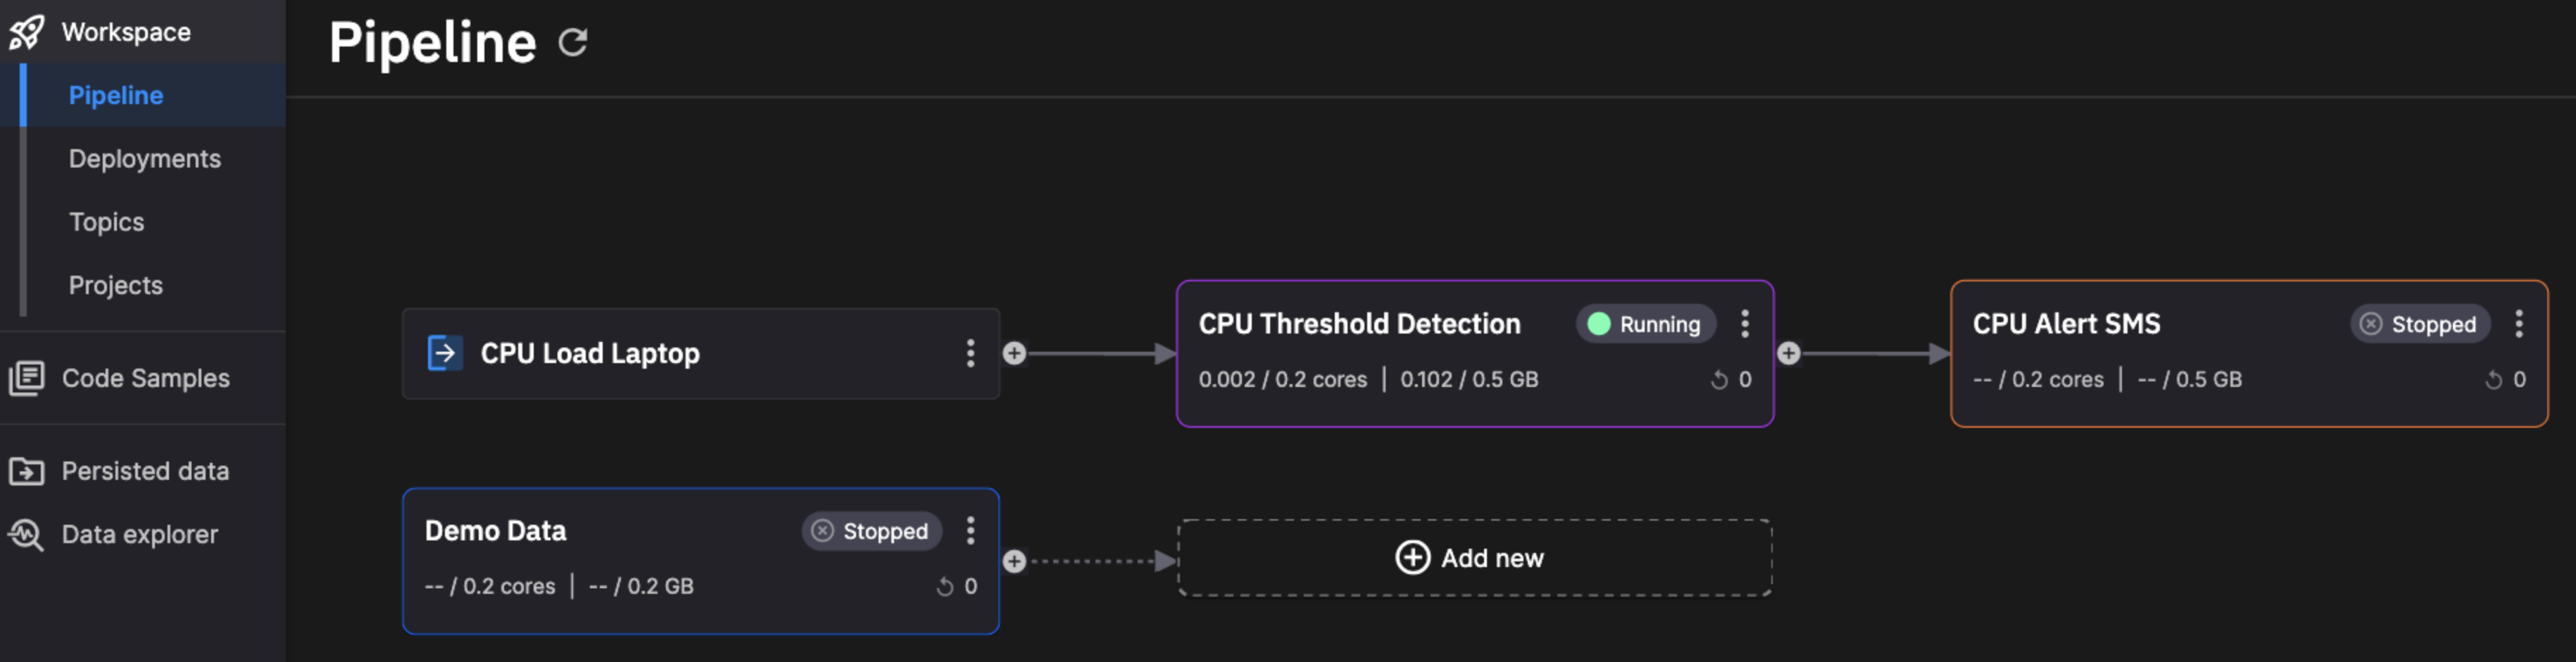 Workspace
Pipeline
Deployments
Topics
Projects
Code Samples
Persisted data
Data explorer
Pipeline
CPU Load Laptop
CPU Threshold Detection
Running
0.002 / 0.2 cores | 0.102 / 0.5 GB
0
CPU Alert SMS
Stopped
-- / 0.2 cores | -- / 0.5 GB
0
Demo Data
Stopped
-- / 0.2 cores | -- / 0.2 GB
0
Add new